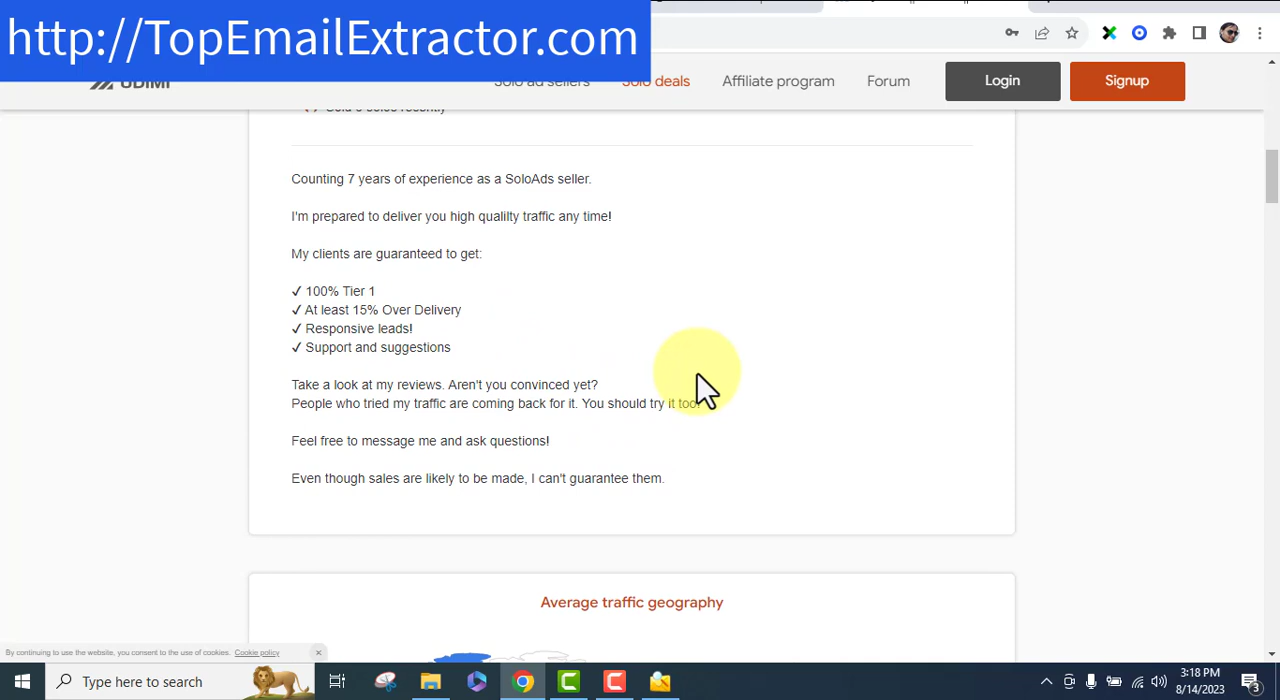 http://TopEmailExtractor.com
UDIMI
Solo ad sellers
Solo deals
Affiliate program
Forum
Login
Signup
Counting 7 years of experience as a SoloAds seller.
I'm prepared to deliver you high qualilty traffic any time!
My clients are guaranteed to get:
✓ 100% Tier 1
✓ At least 15% Over Delivery
✓ Responsive leads!
✓ Support and suggestions
Take a look at my reviews. Aren't you convinced yet?
People who tried my traffic are coming back for it. You should try it too!
Feel free to message me and ask questions!
Even though sales are likely to be made, I can't guarantee them.
Average traffic geography
By continuing to use the website, you consent to the use of cookies. Cookie policy
Type here to search
3:18 PM
8/14/2023
3